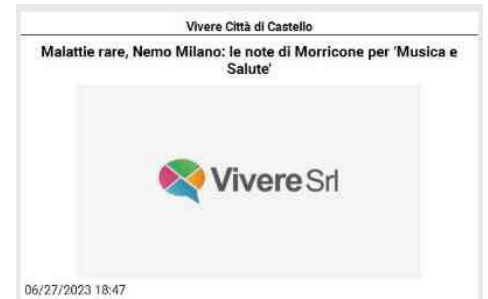 Vivere Città di Castello
Malattie rare, Nemo Milano: le note di Morricone per 'Musica e
Salute'
Vivere Srl
06/27/2023 18:47